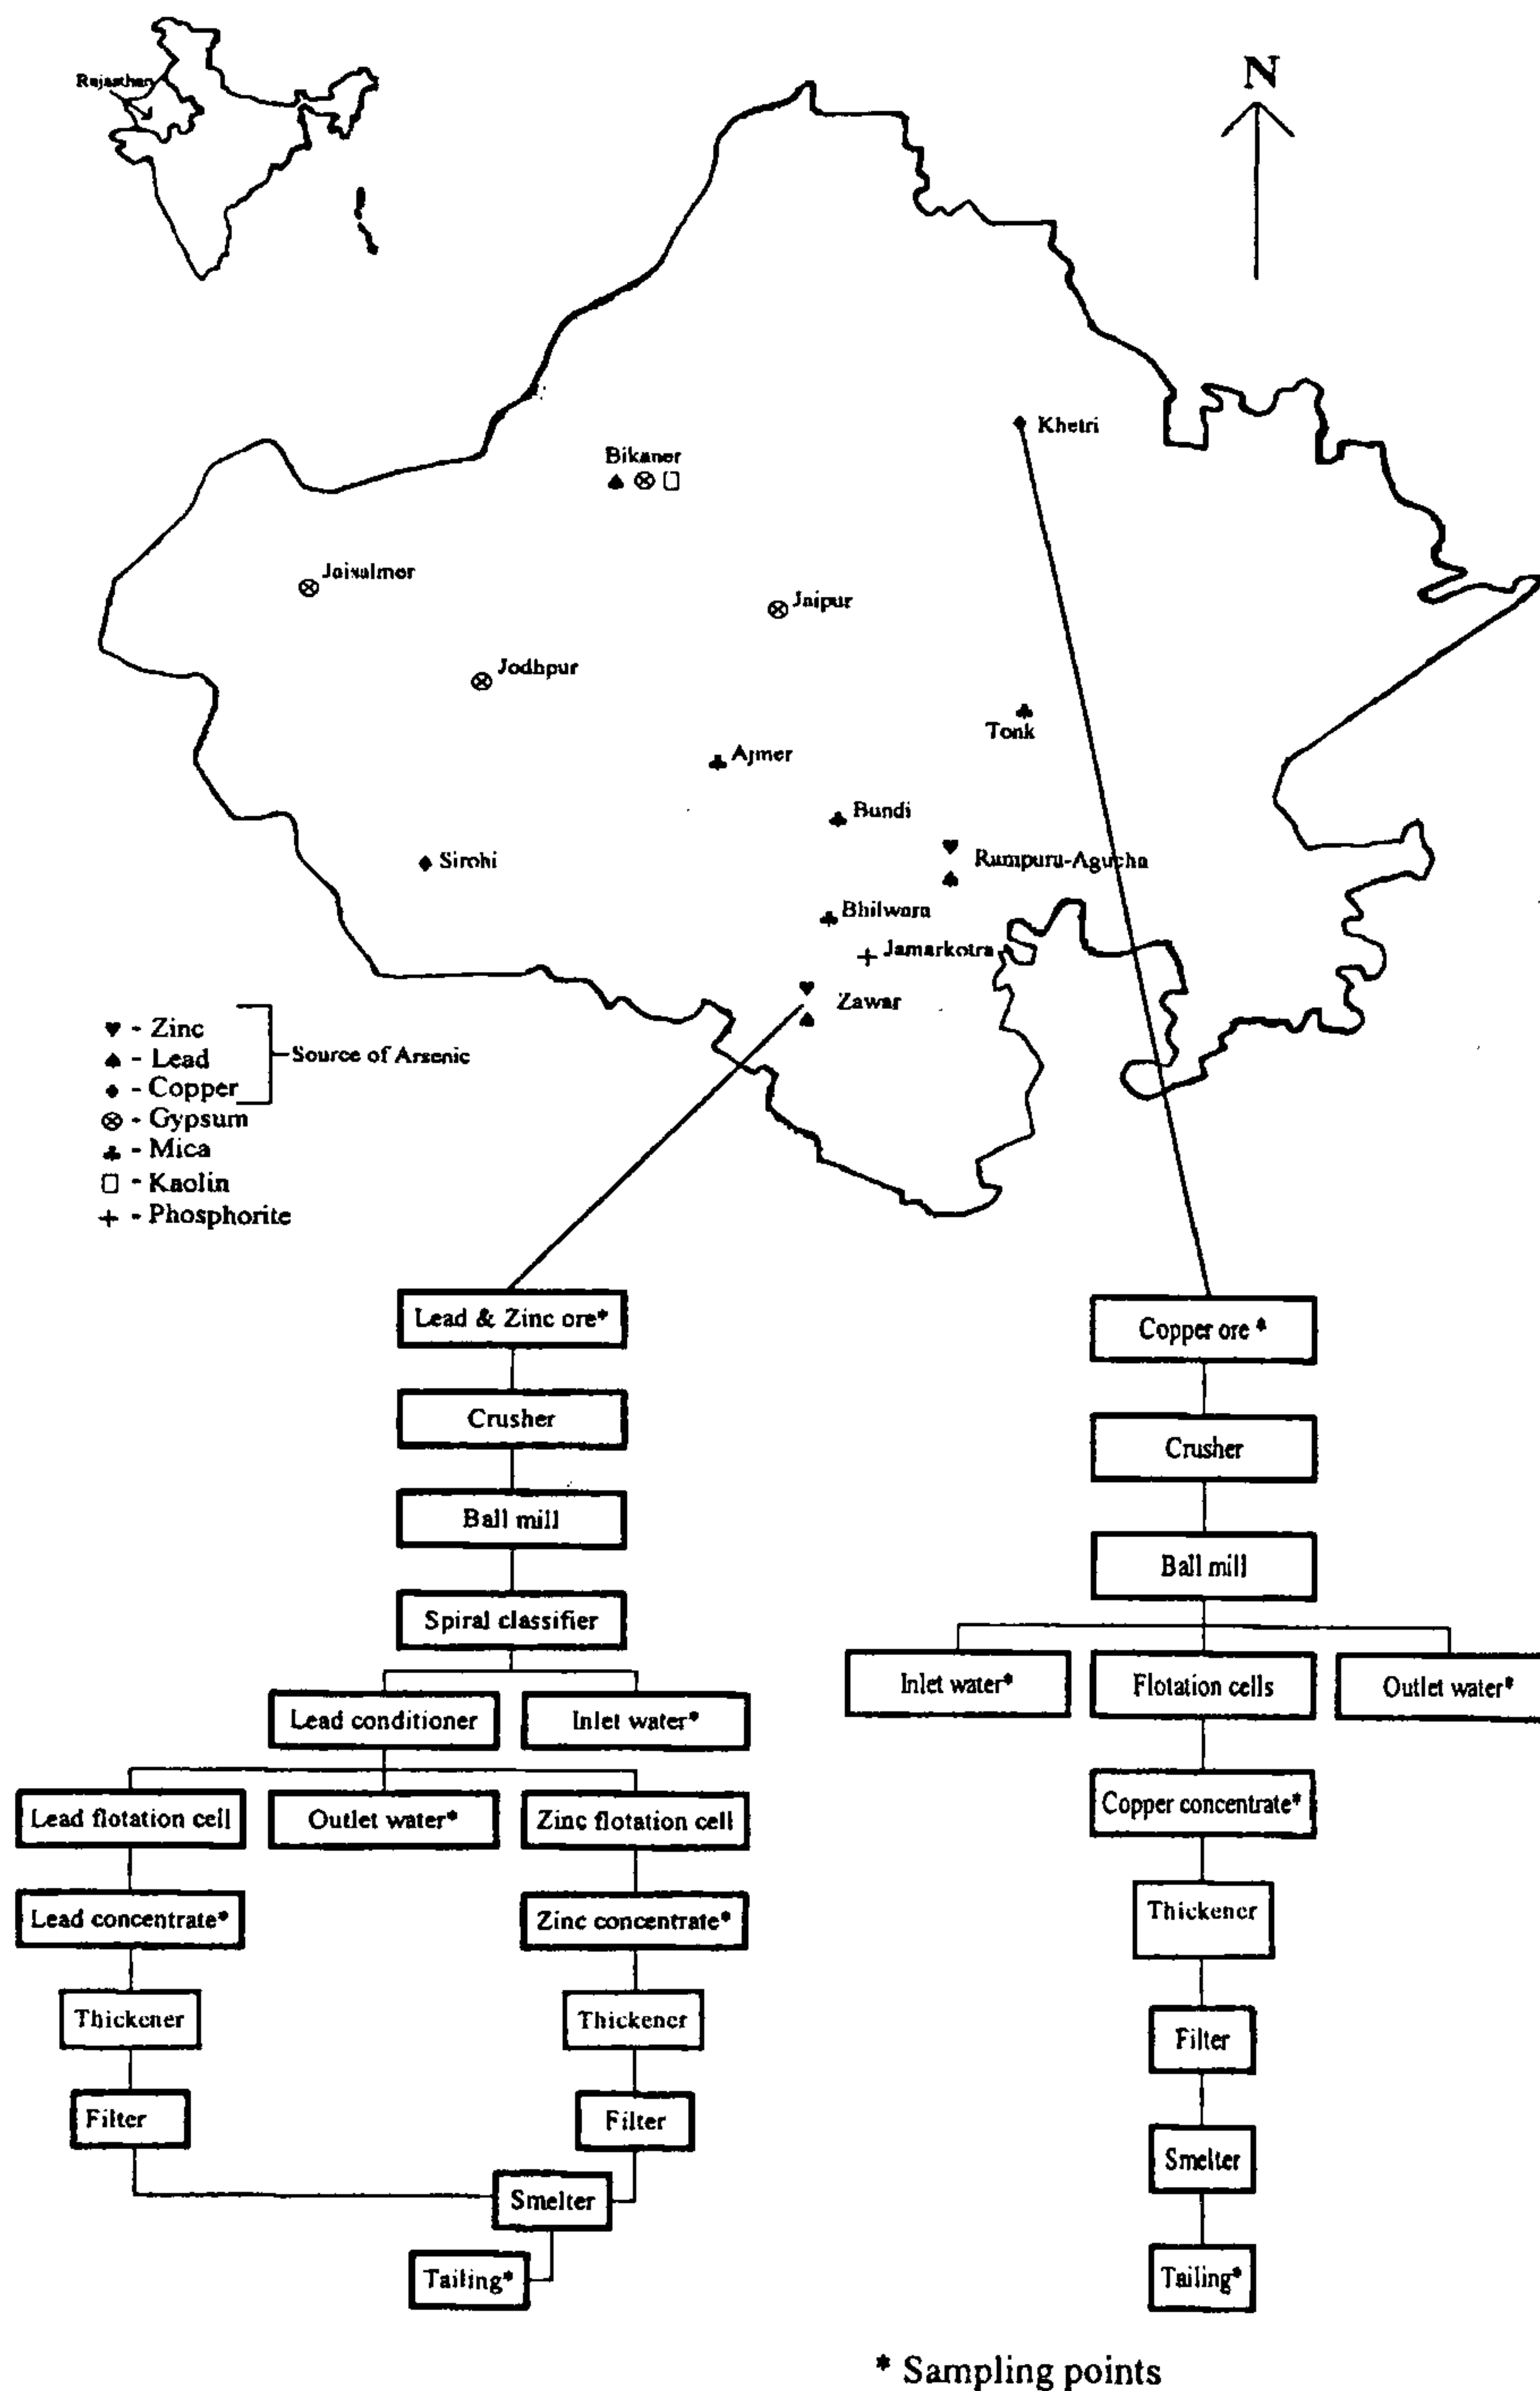 Rajasthan
N
Khetri
Bikaner
Jaisalmer
Jaipur
Jodhpur
Tonk
Ajmer
Bundi
Sirohi
Rumpuru-Agucha
Bhilwara
Jamarkotra
Zawar
♥ - Zinc
♠ - Lead
♦ - Copper
Source of Arsenic
⊗ - Gypsum
♣ - Mica
▯ - Kaolin
+ - Phosphorite
Lead & Zinc ore*
Crusher
Ball mill
Spiral classifier
Lead conditioner
Inlet water*
Lead flotation cell
Outlet water*
Zinc flotation cell
Lead concentrate*
Zinc concentrate*
Thickener
Thickener
Filter
Filter
Smelter
Tailing*
Copper ore *
Crusher
Ball mill
Inlet water*
Flotation cells
Outlet water*
Copper concentrate*
Thickener
Filter
Smelter
Tailing*
* Sampling points